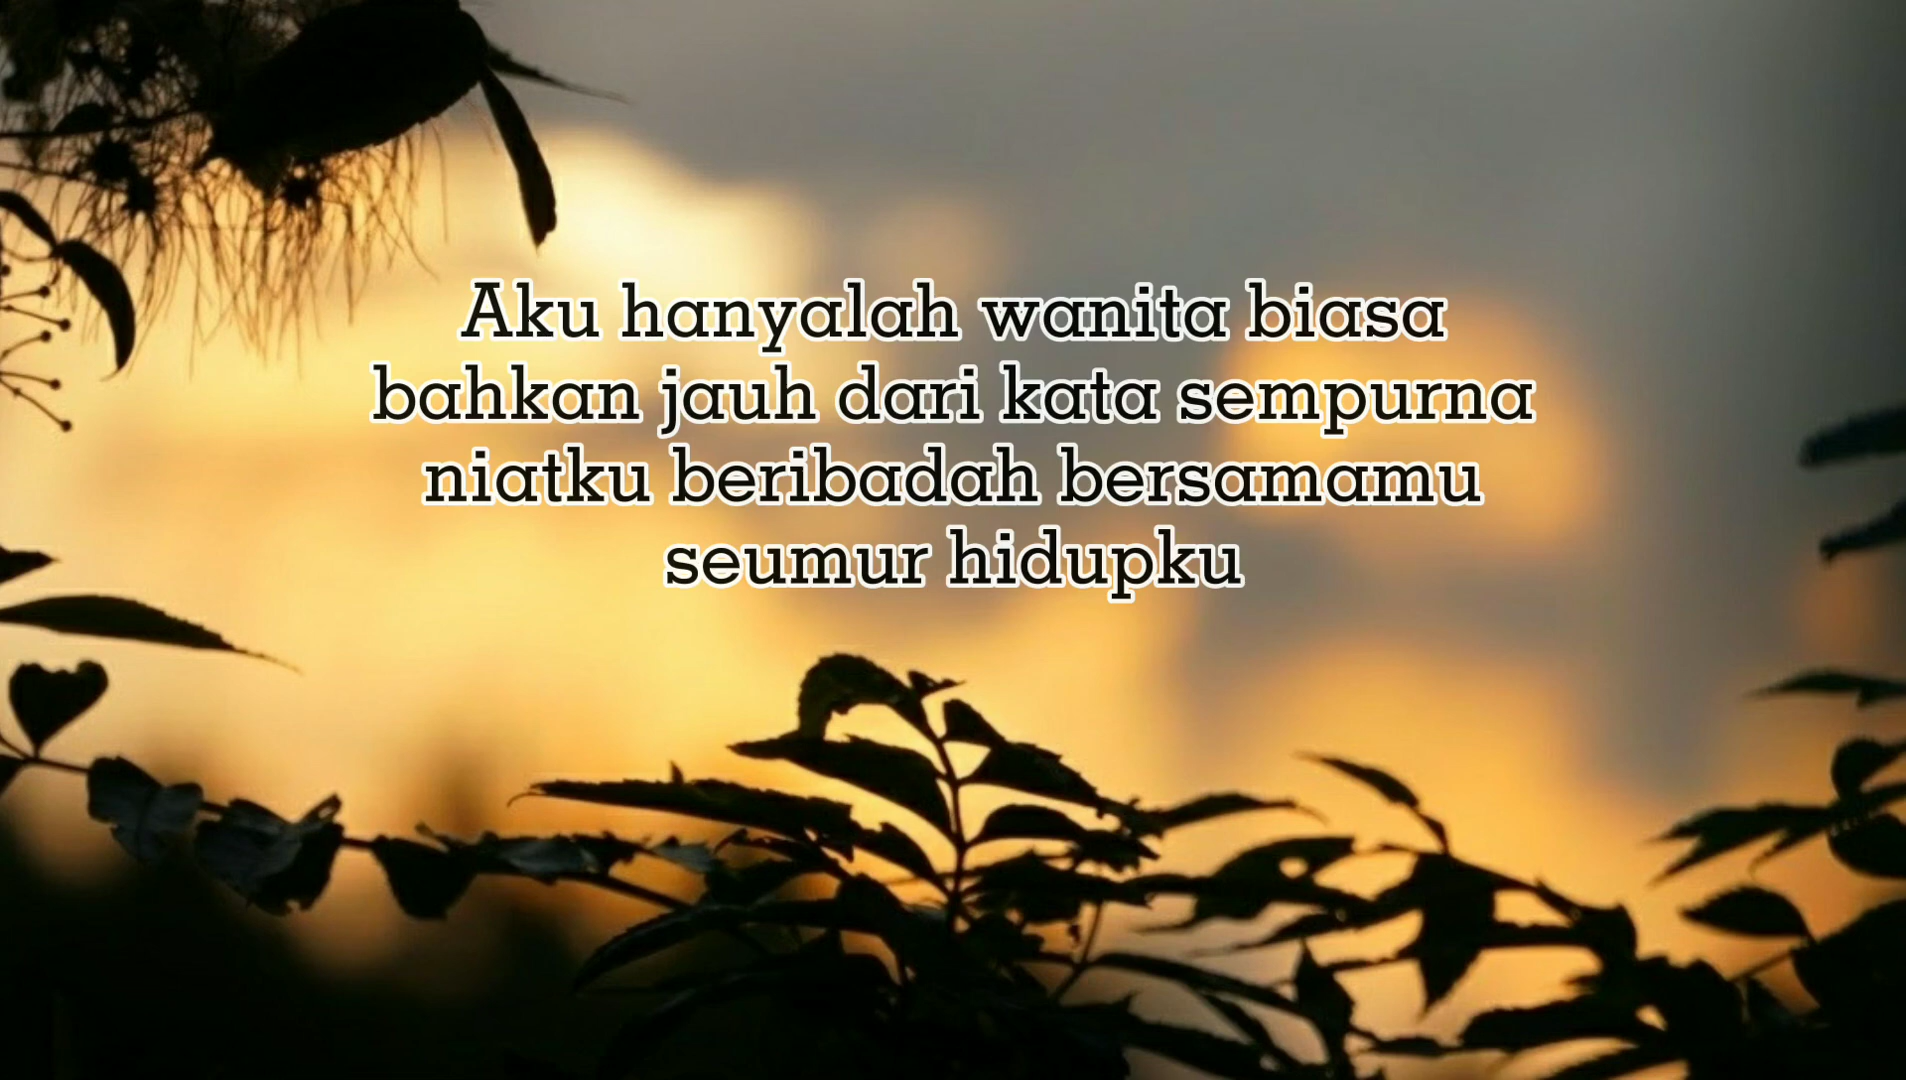 Aku hanyalah wanita biasa
bahkan jauh dari kata sempurna
niatku beribadah bersamamu
seumur hidupku